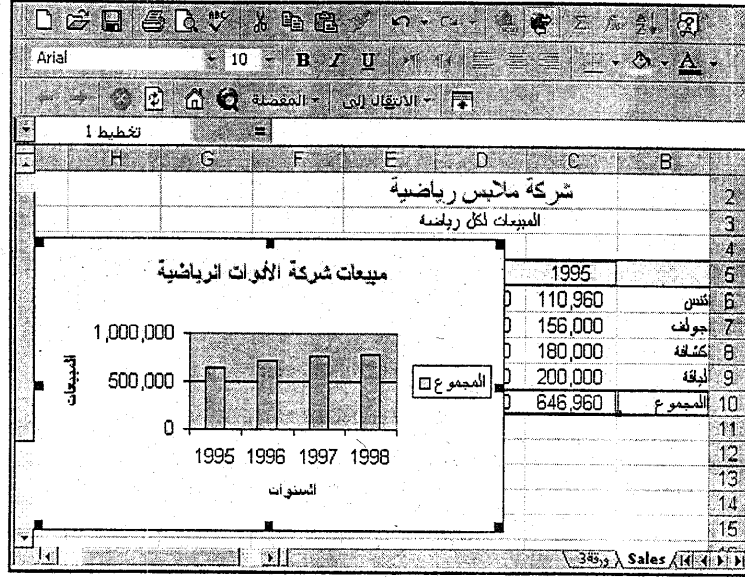 Arial 10 B I U A
الانتقال إلى المفضلة
تخطيط 1 =
H G F E D C B
شركة ملابس رياضية 2
المبيعات لكل رياضة 3
4
1995 5
تنس 110,960 6
جولف 156,000 7
كشافة 180,000 8
لياقة 200,000 9
المجموع 646,960 10
11
12
13
14
15
مبيعات شركة الأدوات الرياضية
المبيعات
1,000,000
500,000
0
1995 1996 1997 1998
السنوات
المجموع
Sales ورقة3